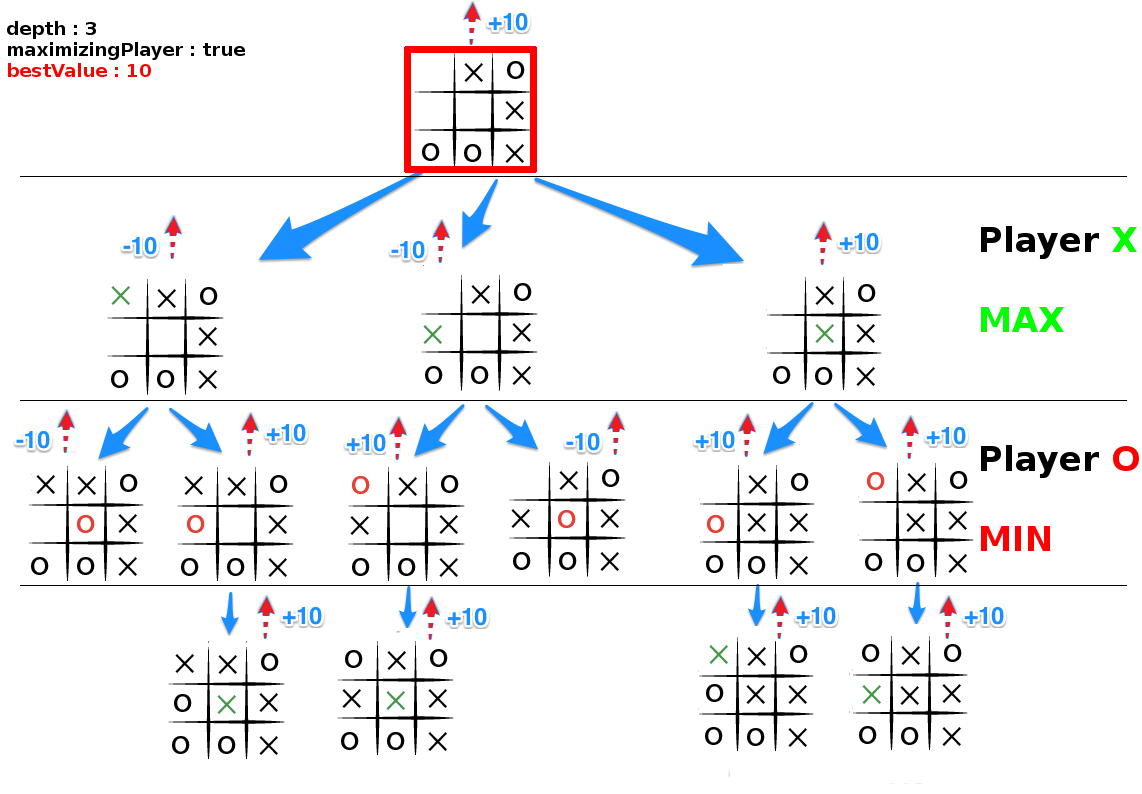 depth : 3
maximizingPlayer : true
bestValue : 10
+10
X O
X
O O X
-10
-10
+10
Player X
MAX
X X O
X
O O X
X O
X X
O O X
X O
X X
O O X
-10
+10
+10
-10
+10
+10
Player O
MIN
X X O
O X
O O X
X X O
O X
O O X
O X O
X X
O O X
X O
X O X
O O X
X O
O X X
O O X
O X O
X X
O O X
+10
+10
+10
+10
X X O
O X X
O O X
O X O
X X X
O O X
X X O
O X X
O O X
O X O
X X X
O O X